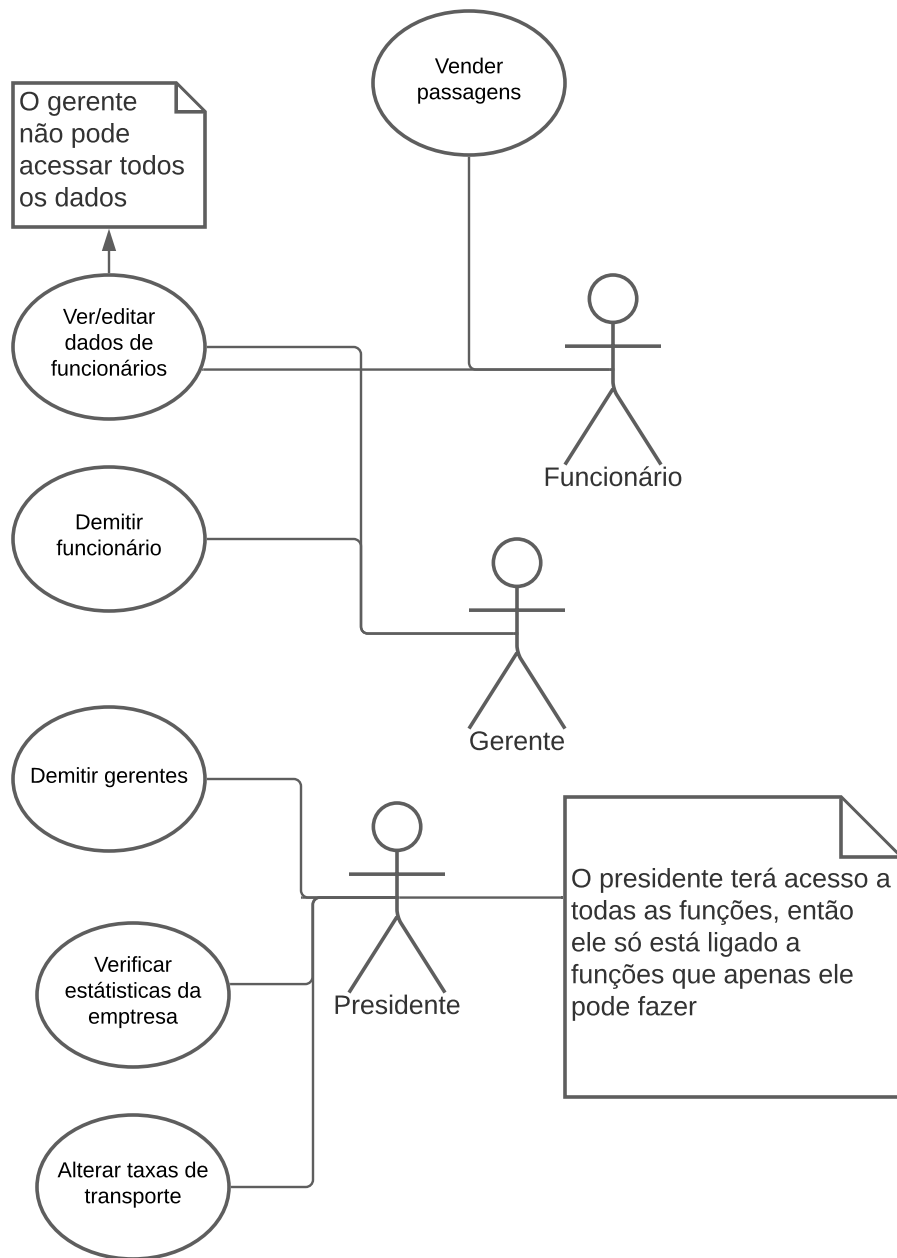 Vender
passagens
O gerente
não pode
acessar todos
os dados
Ver/editar
dados de
funcionários
Funcionário
Demitir
funcionário
Gerente
Demitir gerentes
O presidente terá acesso a
todas as funções, então
ele só está ligado a
funções que apenas ele
pode fazer
Verificar
estátisticas da
emptresa
Presidente
Alterar taxas de
transporte